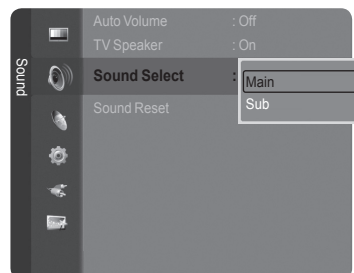 Sound
Auto Volume : Off
TV Speaker : On
Sound Select : Main
Sub
Sound Reset